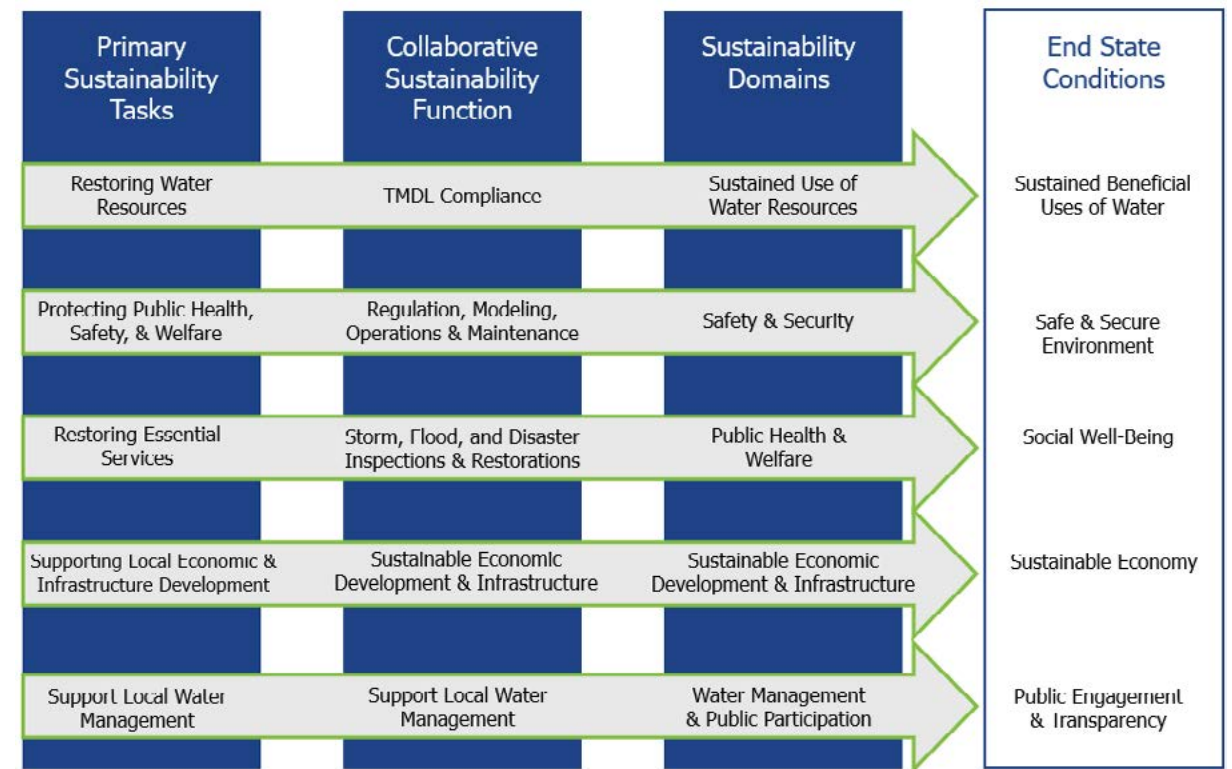 Primary
Sustainability
Tasks
Collaborative
Sustainability
Function
Sustainability
Domains
End State
Conditions
Restoring Water
Resources
TMDL Compliance
Sustained Use of
Water Resources
Sustained Beneficial
Uses of Water
Protecting Public Health,
Safety, & Welfare
Regulation, Modeling,
Operations & Maintenance
Safety & Security
Safe & Secure
Environment
Restoring Essential
Services
Storm, Flood, and Disaster
Inspections & Restorations
Public Health &
Welfare
Social Well-Being
Supporting Local Economic &
Infrastructure Development
Sustainable Economic
Development & Infrastructure
Sustainable Economic
Development & Infrastructure
Sustainable Economy
Support Local Water
Management
Support Local Water
Management
Water Management
& Public Participation
Public Engagement
& Transparency